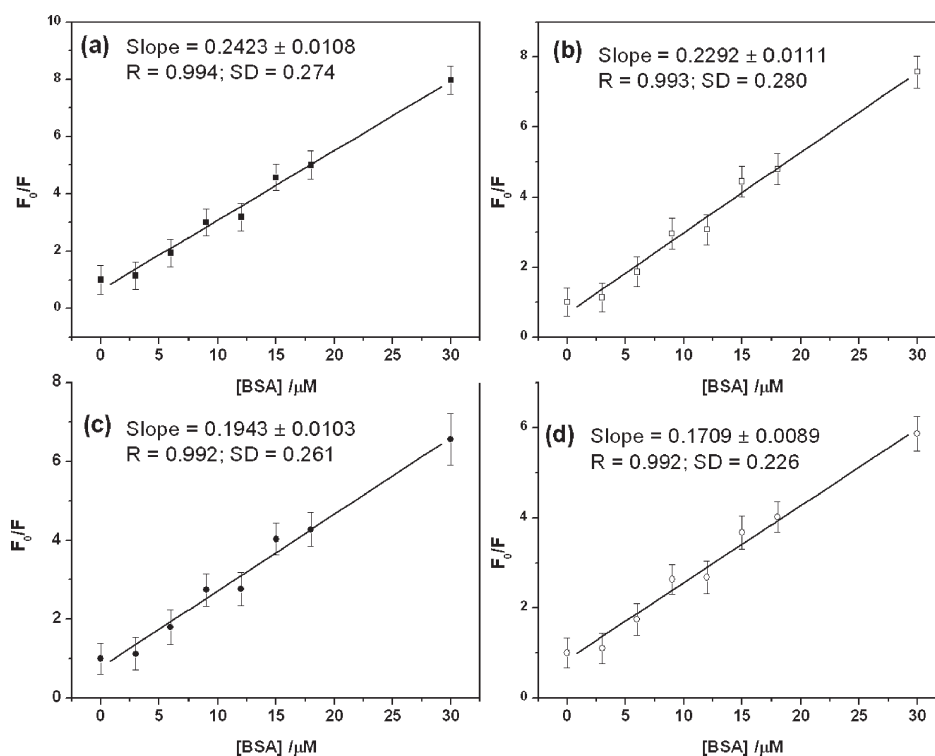 (a) Slope = 0.2423 ± 0.0108
R = 0.994; SD = 0.274
F₀/F
10
8
6
4
2
0
0 5 10 15 20 25 30
[BSA] /μM
(b) Slope = 0.2292 ± 0.0111
R = 0.993; SD = 0.280
F₀/F
8
6
4
2
0
0 5 10 15 20 25 30
[BSA] /μM
(c) Slope = 0.1943 ± 0.0103
R = 0.992; SD = 0.261
F₀/F
8
6
4
2
0
0 5 10 15 20 25 30
[BSA] /μM
(d) Slope = 0.1709 ± 0.0089
R = 0.992; SD = 0.226
F₀/F
6
4
2
0
0 5 10 15 20 25 30
[BSA] /μM